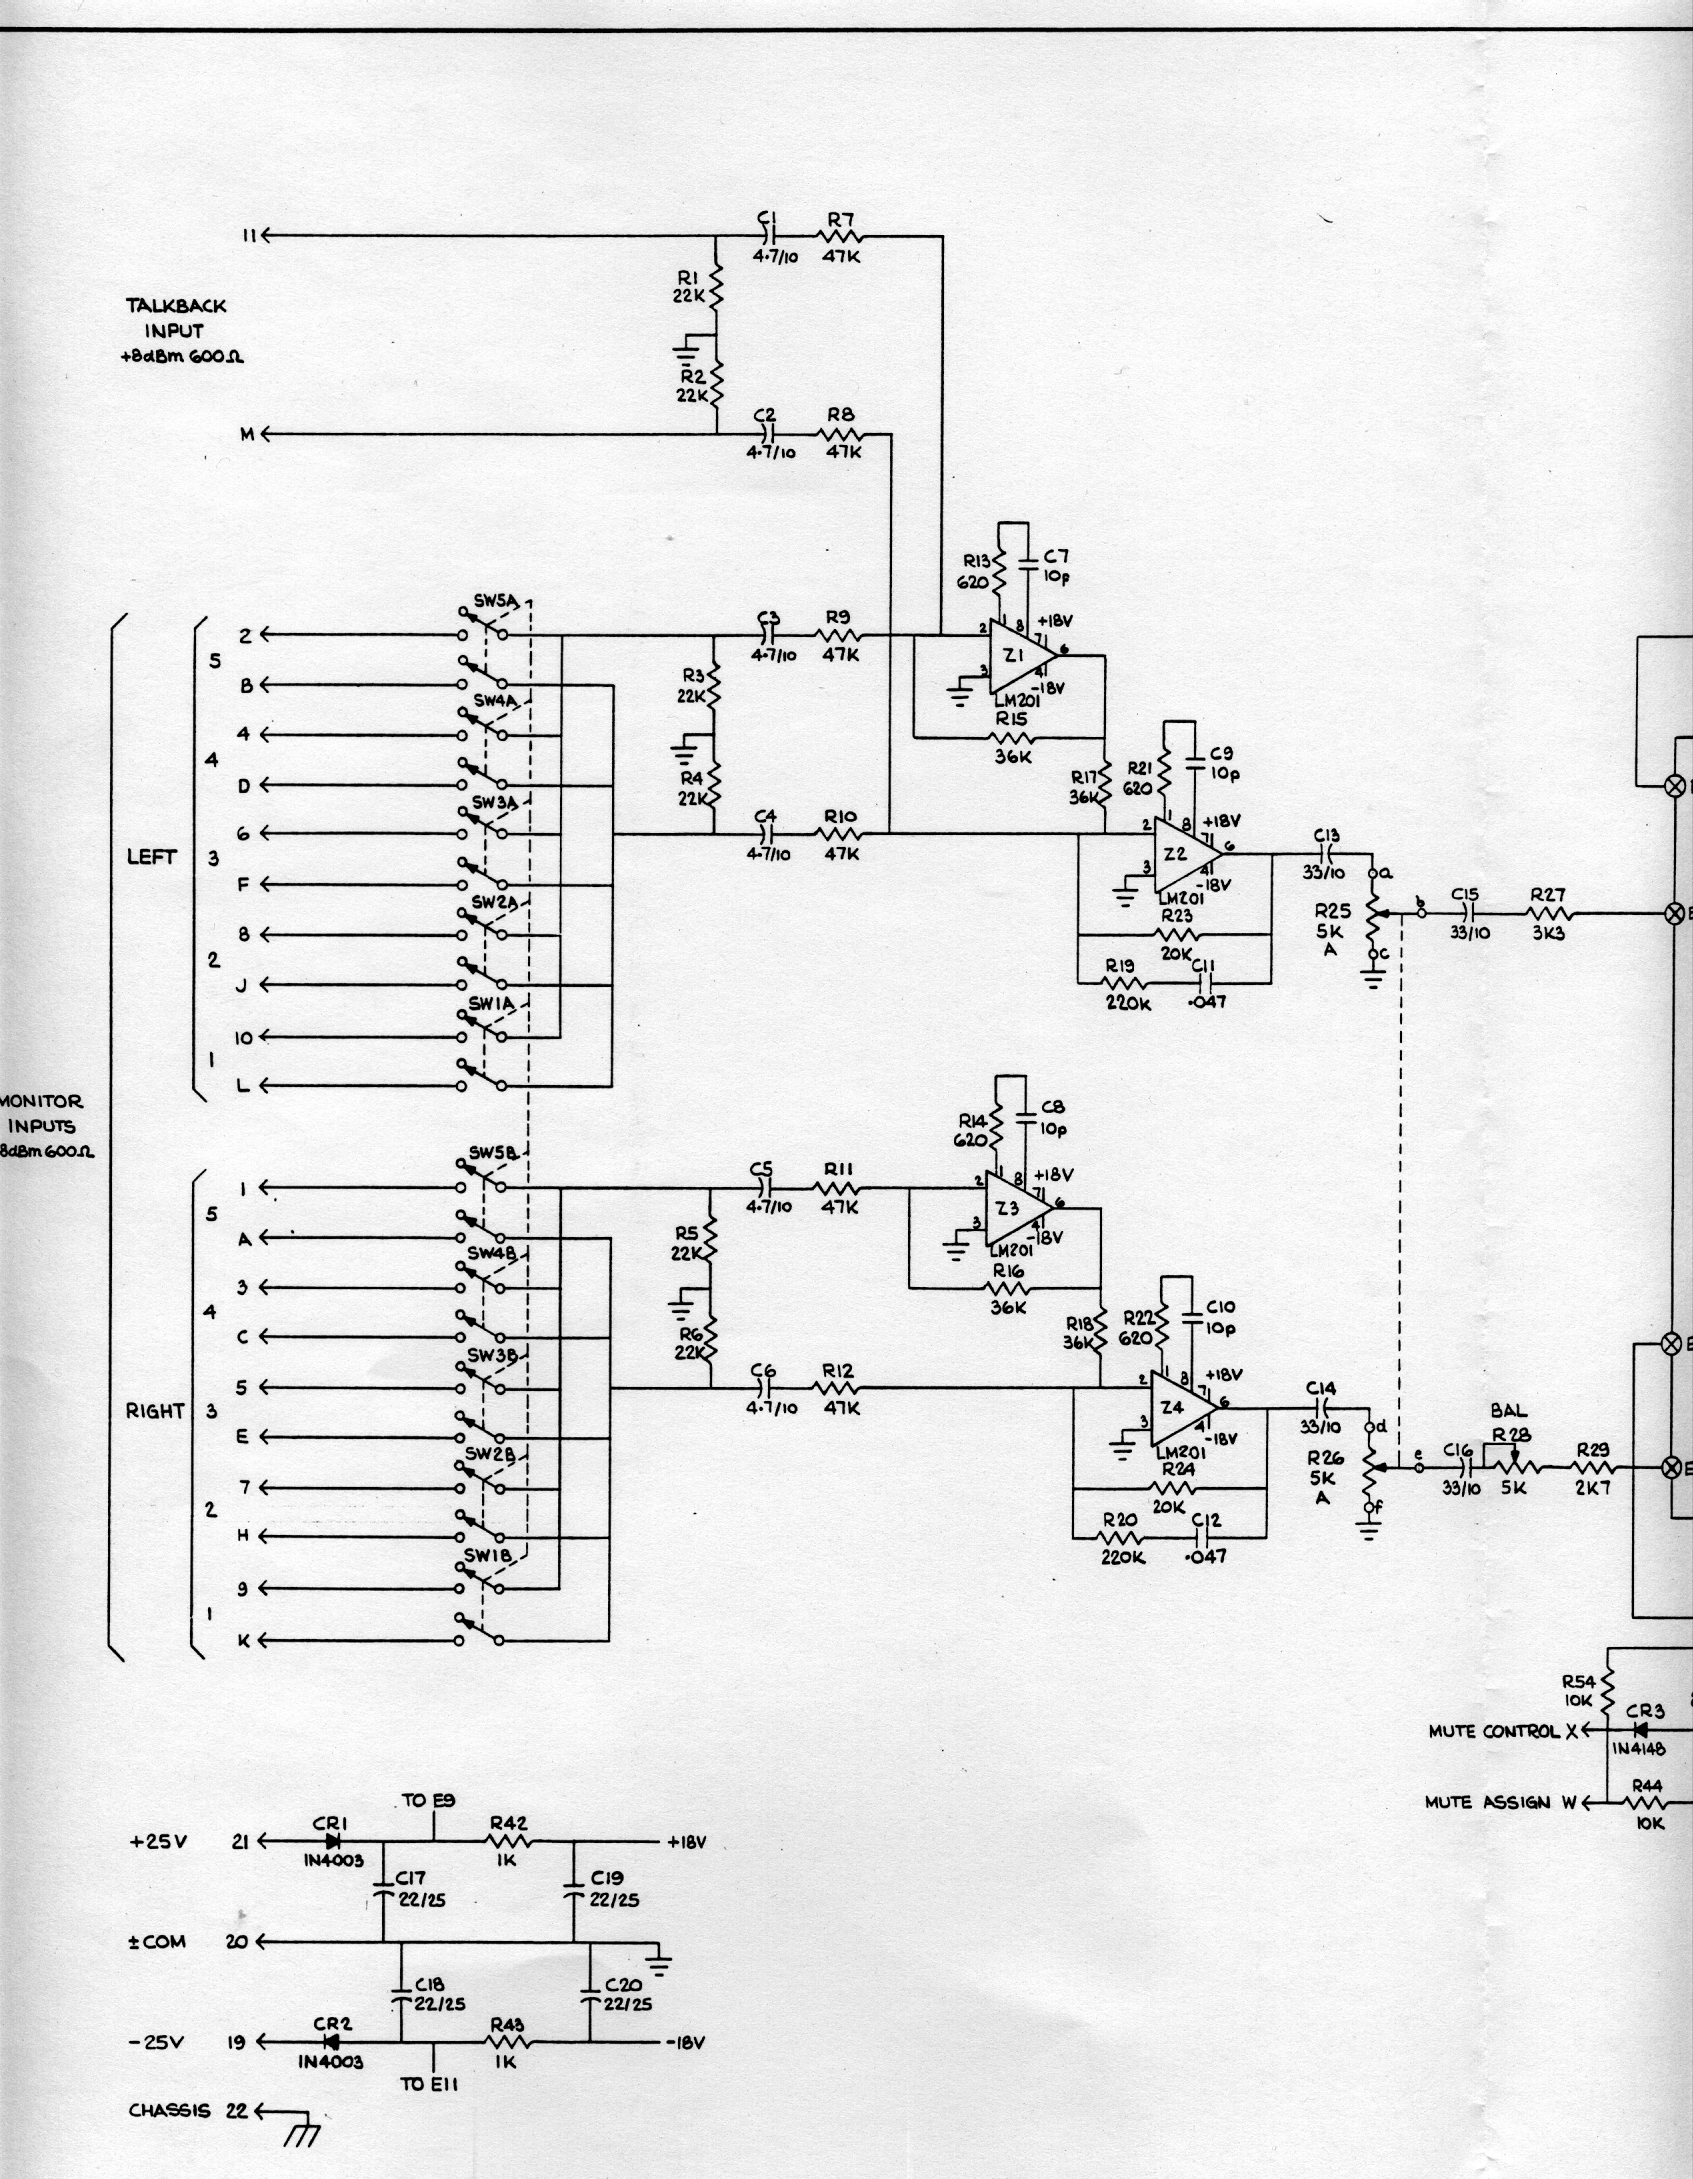 11
C1
R7
4.7/10
47K
R1
22K
TALKBACK
INPUT
+8dBm 600Ω
R2
22K
M
C2
R8
4.7/10
47K
R13
620
C7
10p
SW5A
2
5
B
C3
R9
4.7/10
47K
R3
22K
2
1
8
+18V
7
6
Z1
3
4
-18V
LM201
R15
36K
SW4A
4
4
D
R4
22K
R17
36K
R21
620
C9
10p
SW3A
6
LEFT
3
F
C4
R10
4.7/10
47K
2
1
8
+18V
7
6
Z2
3
4
-18V
LM201
R23
20K
R19
220K
C11
.047
C13
33/10
a
R25
5K
A
b
c
C15
33/10
R27
3K3
SW2A
8
2
J
SW1A
10
1
L
MONITOR
INPUTS
8dBm 600Ω
R14
620
C8
10p
SW5B
1
5
A
C5
R11
4.7/10
47K
R5
22K
2
1
8
+18V
7
6
Z3
3
4
-18V
LM201
R16
36K
SW4B
3
4
C
R6
22K
R18
36K
R22
620
C10
10p
SW3B
5
RIGHT
3
E
C6
R12
4.7/10
47K
2
1
8
+18V
7
6
Z4
3
4
-18V
LM201
R24
20K
R20
220K
C12
.047
C14
33/10
d
R26
5K
A
e
f
C16
33/10
BAL
R28
5K
R29
2K7
SW2B
7
2
H
SW1B
9
1
K
R54
10K
CR3
MUTE CONTROL X
1N4148
R44
MUTE ASSIGN W
10K
TO E9
+25V 21
CR1
1N4003
R42
1K
+18V
C17
22/25
C19
22/25
±COM 20
C18
22/25
C20
22/25
-25V 19
CR2
1N4003
R43
1K
-18V
TO E11
CHASSIS 22